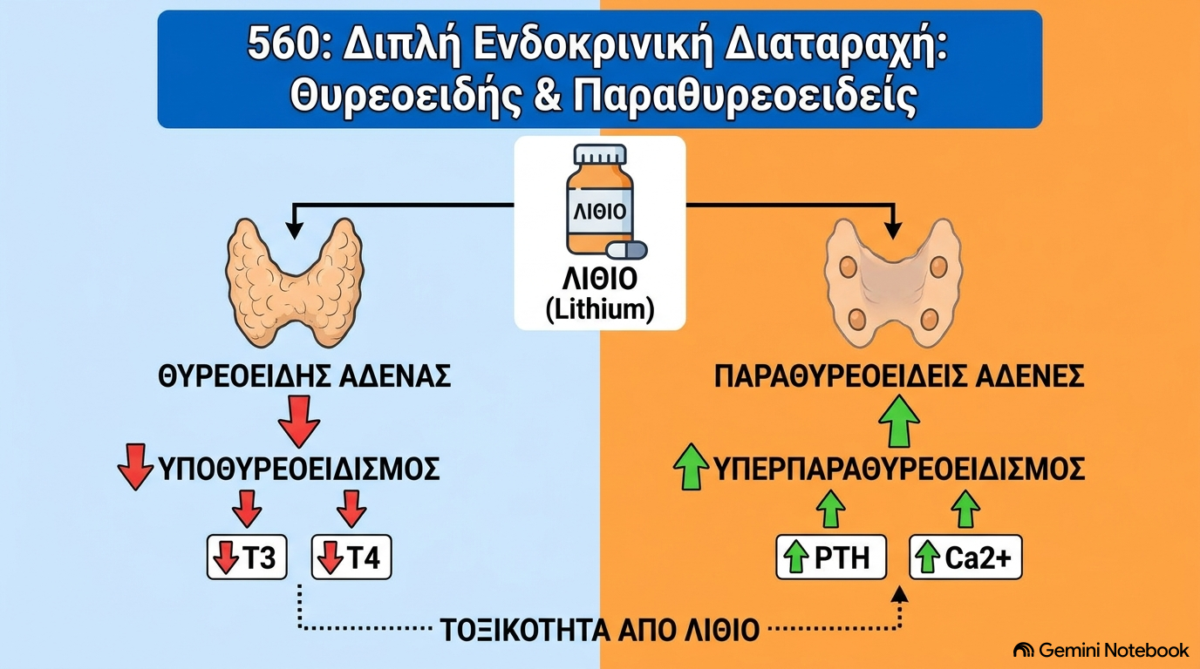 560: Διπλή Ενδοκρινική Διαταραχή:
Θυρεοειδής & Παραθυρεοειδείς
ΛΙΘΙΟ
ΛΙΘΙΟ
(Lithium)
ΘΥΡΕΟΕΙΔΗΣ ΑΔΕΝΑΣ
ΥΠΟΘΥΡΕΟΕΙΔΙΣΜΟΣ
T3
T4
ΠΑΡΑΘΥΡΕΟΕΙΔΕΙΣ ΑΔΕΝΕΣ
ΥΠΕΡΠΑΡΑΘΥΡΕΟΕΙΔΙΣΜΟΣ
PTH
Ca2+
ΤΟΞΙΚΟΤΗΤΑ ΑΠΟ ΛΙΘΙΟ
Gemini Notebook